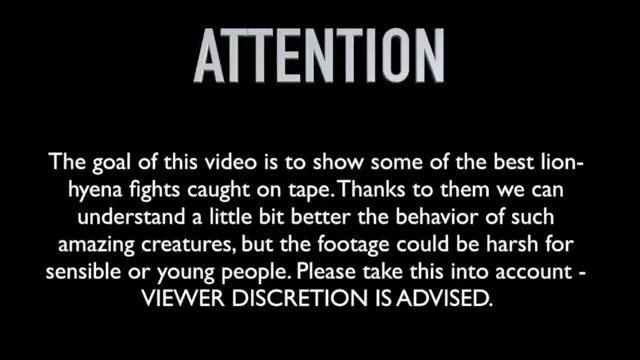 ATTENTION
The goal of this video is to show some of the best lion-
hyena fights caught on tape. Thanks to them we can
understand a little bit better the behavior of such
amazing creatures, but the footage could be harsh for
sensible or young people. Please take this into account -
VIEWER DISCRETION IS ADVISED.